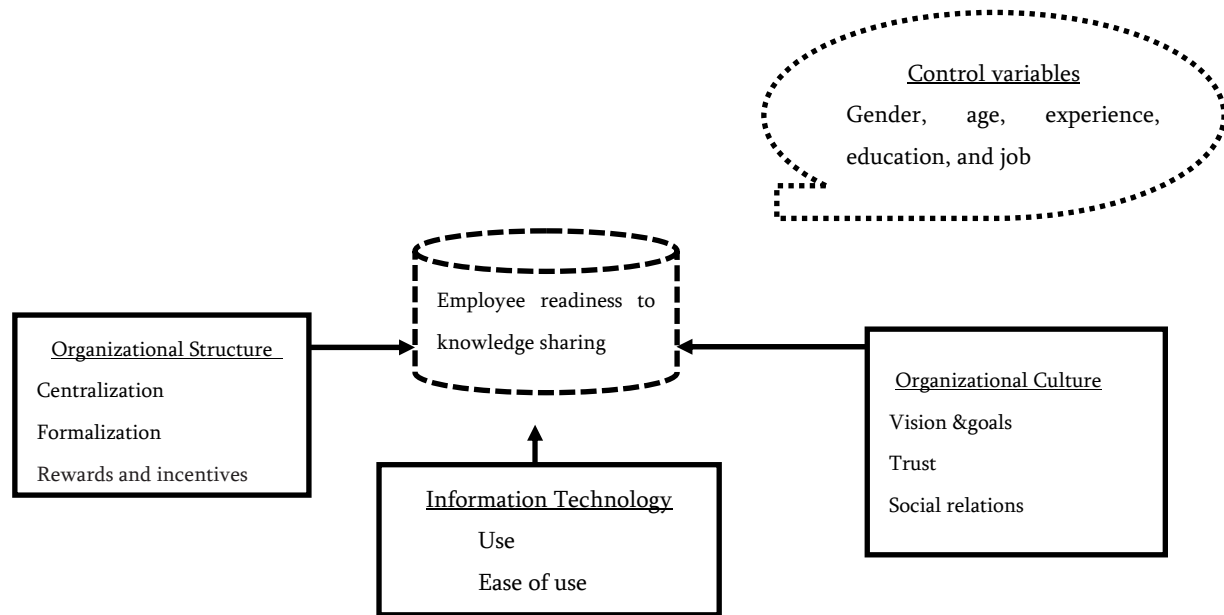 Control variables
Gender, age, experience,
education, and job
Employee readiness to
knowledge sharing
Organizational Structure
Centralization
Formalization
Rewards and incentives
Organizational Culture
Vision &goals
Trust
Social relations
Information Technology
Use
Ease of use